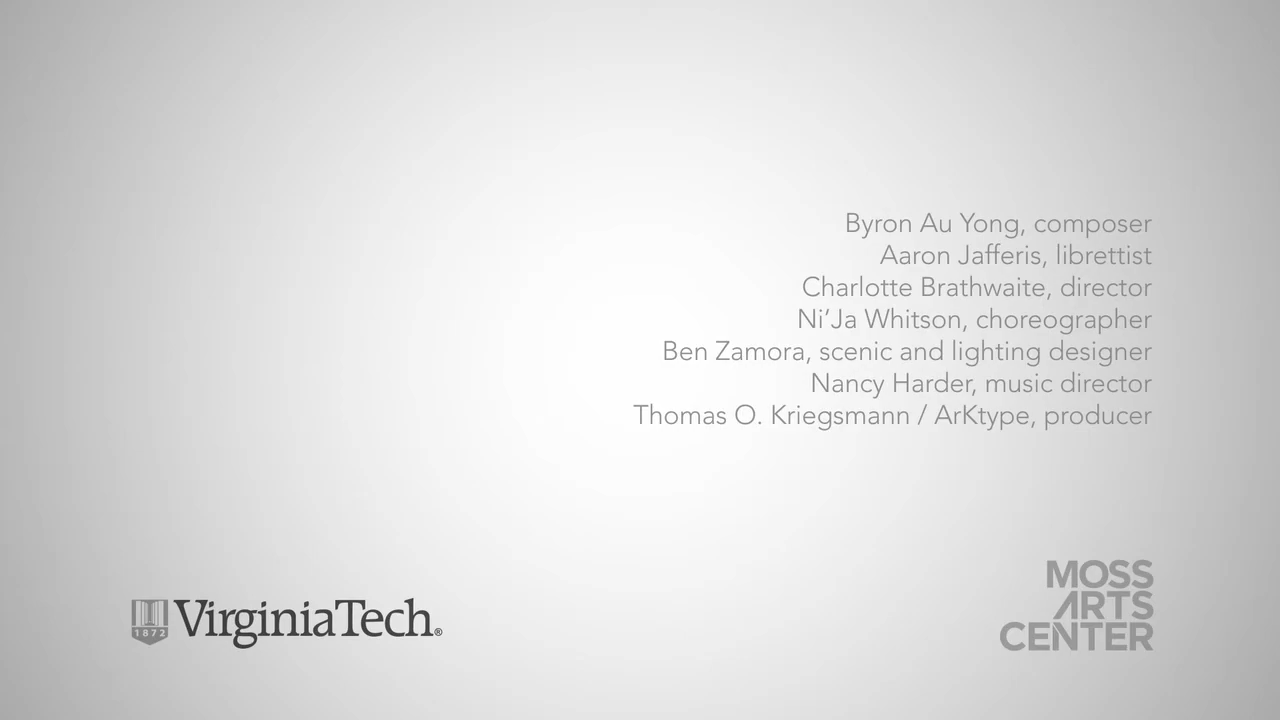 Byron Au Yong, composer
Aaron Jafferis, librettist
Charlotte Brathwaite, director
Ni’Ja Whitson, choreographer
Ben Zamora, scenic and lighting designer
Nancy Harder, music director
Thomas O. Kriegsmann / ArKtype, producer
1872
VirginiaTech®
MOSS
ARTS
CENTER